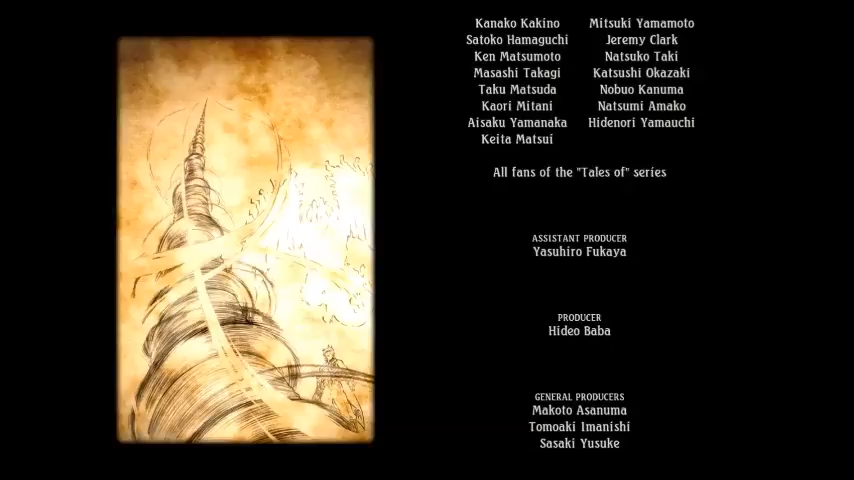 Kanako Kakino Mitsuki Yamamoto
Satoko Hamaguchi Jeremy Clark
Ken Matsumoto Natsuko Taki
Masashi Takagi Katsushi Okazaki
Taku Matsuda Nobuo Kanuma
Kaori Mitani Natsumi Amako
Aisaku Yamanaka Hidenori Yamauchi
Keita Matsui
All fans of the "Tales of" series
ASSISTANT PRODUCER
Yasuhiro Fukaya
PRODUCER
Hideo Baba
GENERAL PRODUCERS
Makoto Asanuma
Tomoaki Imanishi
Sasaki Yusuke